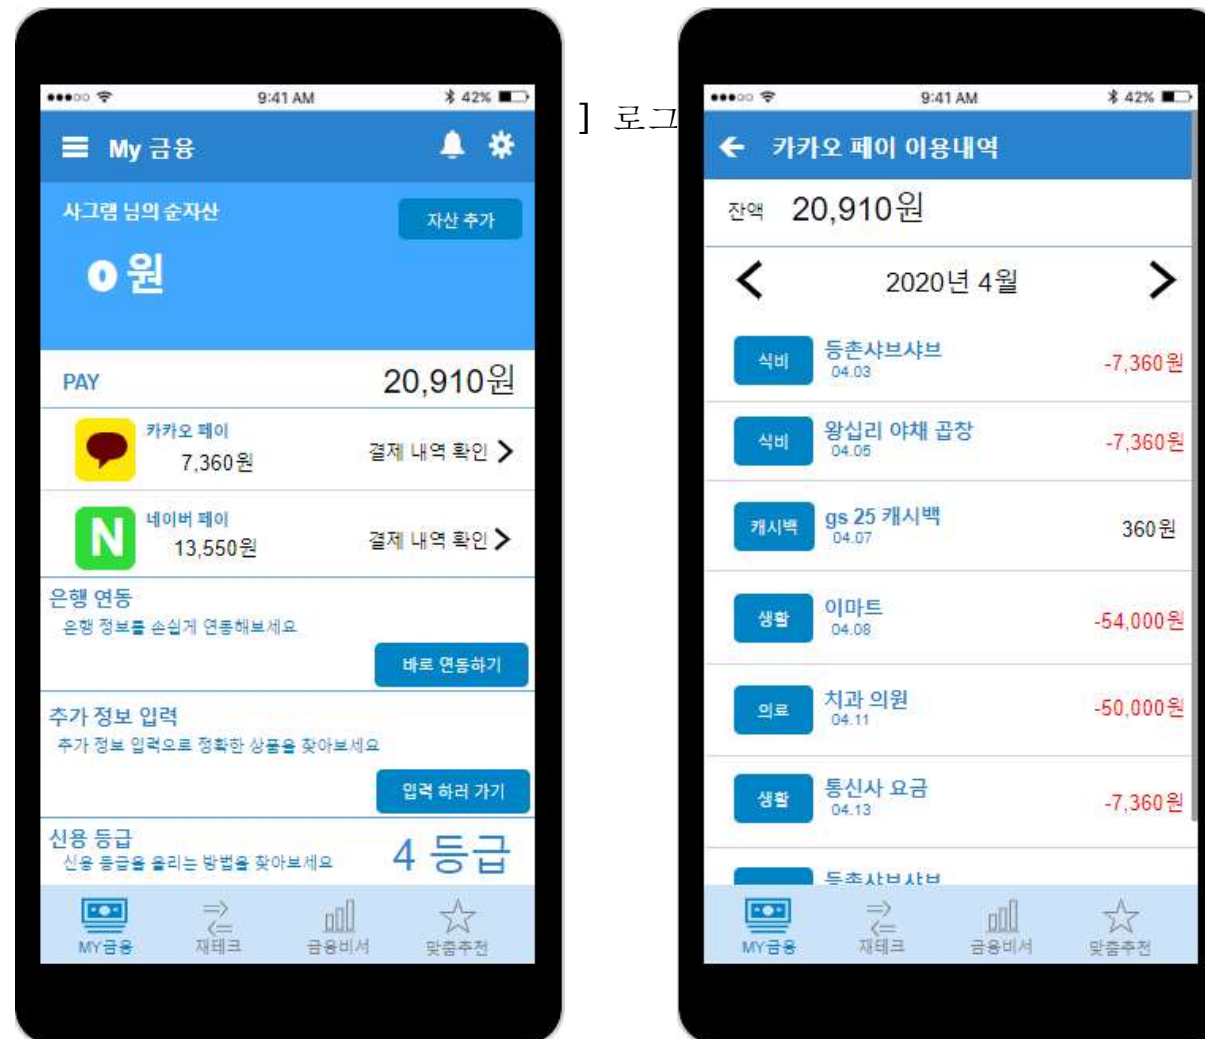 9:41 AM
42%
My 금융
사그램 님의 순자산
자산 추가
0원
PAY
20,910원
카카오 페이
7,360원
결제 내역 확인
N
네이버 페이
13,550원
결제 내역 확인
은행 연동
은행 정보를 손쉽게 연동해보세요
바로 연동하기
추가 정보 입력
추가 정보 입력으로 정확한 상품을 찾아보세요
입력 하러 가기
신용 등급
신용 등급을 올리는 방법을 찾아보세요
4 등급
MY금융
재테크
금융비서
맞춤추천
] 로그
9:41 AM
42%
카카오 페이 이용내역
잔액 20,910원
2020년 4월
식비
등촌샤브샤브
04.03
-7,360원
식비
왕십리 야채 곱창
04.05
-7,360원
캐시백
gs 25 캐시백
04.07
360원
생활
이마트
04.08
-54,000원
의료
치과 의원
04.11
-50,000원
생활
통신사 요금
04.13
-7,360원
등촌샤브샤브
MY금융
재테크
금융비서
맞춤추천